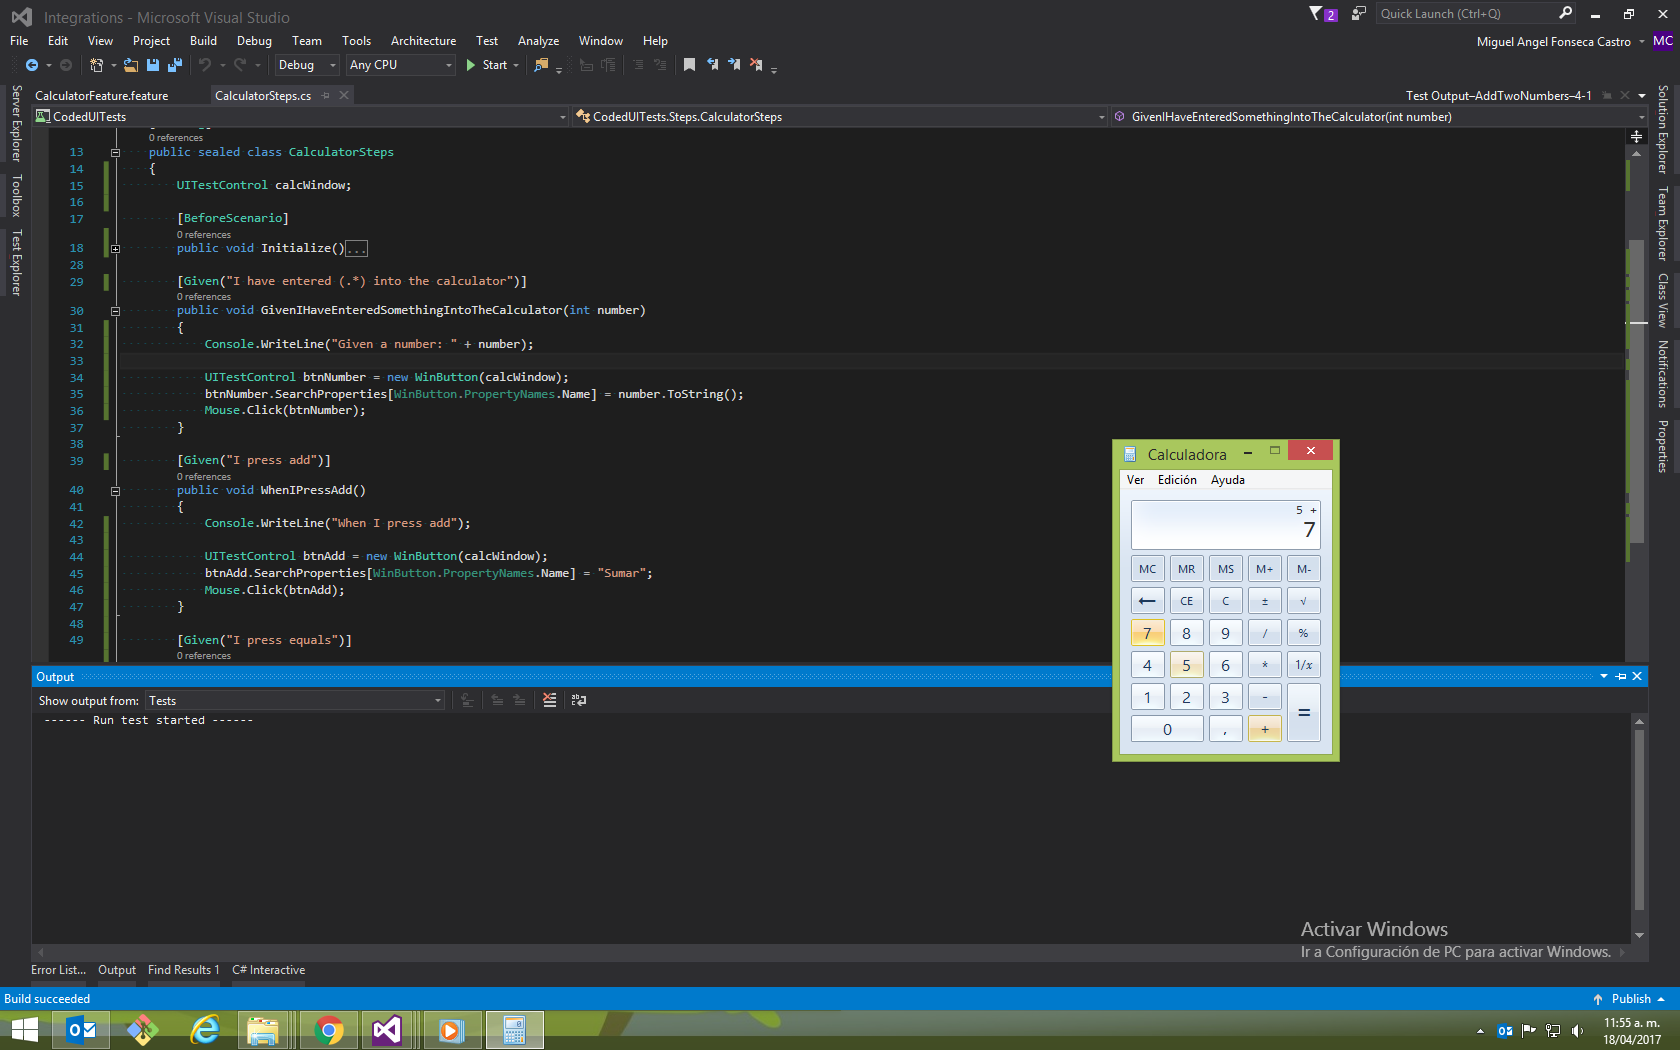 Integrations - Microsoft Visual Studio
2
Quick Launch (Ctrl+Q)
File Edit View Project Build Debug Team Tools Architecture Test Analyze Window Help
Miguel Angel Fonseca Castro MC
Debug Any CPU Start
CalculatorFeature.feature CalculatorSteps.cs Test Output–AddTwoNumbers–4-1
CodedUITests CodedUITests.Steps.CalculatorSteps GivenIHaveEnteredSomethingIntoTheCalculator(int number)
Server Explorer
Toolbox
Test Explorer
0 references
13 public sealed class CalculatorSteps
14 {
15 UITestControl calcWindow;
16
17 [BeforeScenario]
0 references
18 public void Initialize()...
28
29 [Given("I have entered (.*) into the calculator")]
0 references
30 public void GivenIHaveEnteredSomethingIntoTheCalculator(int number)
31 {
32 Console.WriteLine("Given a number: " + number);
33
34 UITestControl btnNumber = new WinButton(calcWindow);
35 btnNumber.SearchProperties[WinButton.PropertyNames.Name] = number.ToString();
36 Mouse.Click(btnNumber);
37 }
38
39 [Given("I press add")]
0 references
40 public void WhenIPressAdd()
41 {
42 Console.WriteLine("When I press add");
43
44 UITestControl btnAdd = new WinButton(calcWindow);
45 btnAdd.SearchProperties[WinButton.PropertyNames.Name] = "Sumar";
46 Mouse.Click(btnAdd);
47 }
48
49 [Given("I press equals")]
0 references
Solution Explorer
Team Explorer
Class View
Notifications
Properties
Calculadora
Ver Edición Ayuda
5 +
7
MC MR MS M+ M-
← CE C ± √
7 8 9 / %
4 5 6 * 1/x
1 2 3 - =
0 , +
Output
Show output from: Tests
------ Run test started ------
Activar Windows
Ir a Configuración de PC para activar Windows.
Error List... Output Find Results 1 C# Interactive
Build succeeded
Publish
11:55 a. m.
18/04/2017